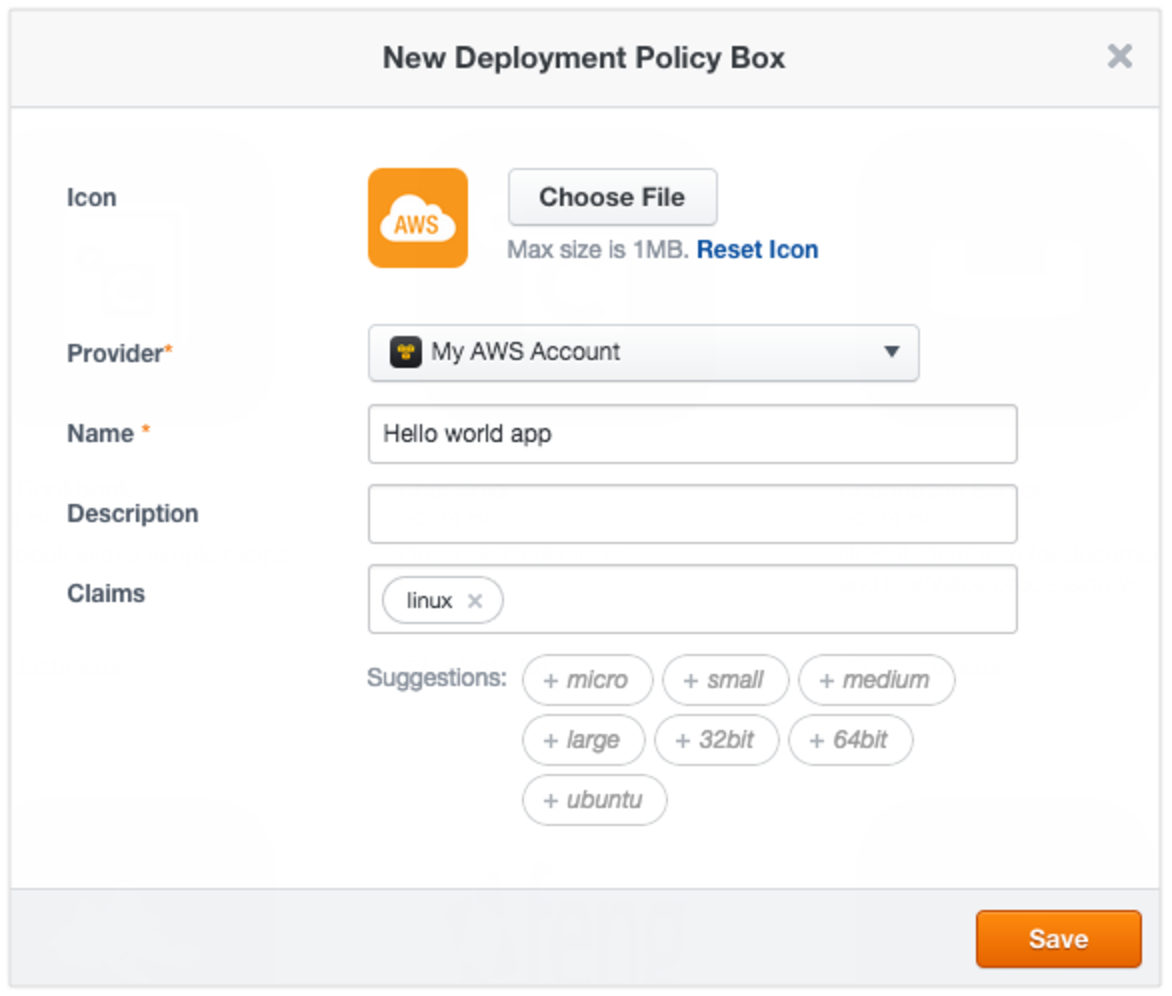 New Deployment Policy Box
Icon
AWS
Choose File
Max size is 1MB. Reset Icon
Provider*
My AWS Account
Name *
Hello world app
Description
Claims
linux
Suggestions: + micro + small + medium
+ large + 32bit + 64bit
+ ubuntu
Save